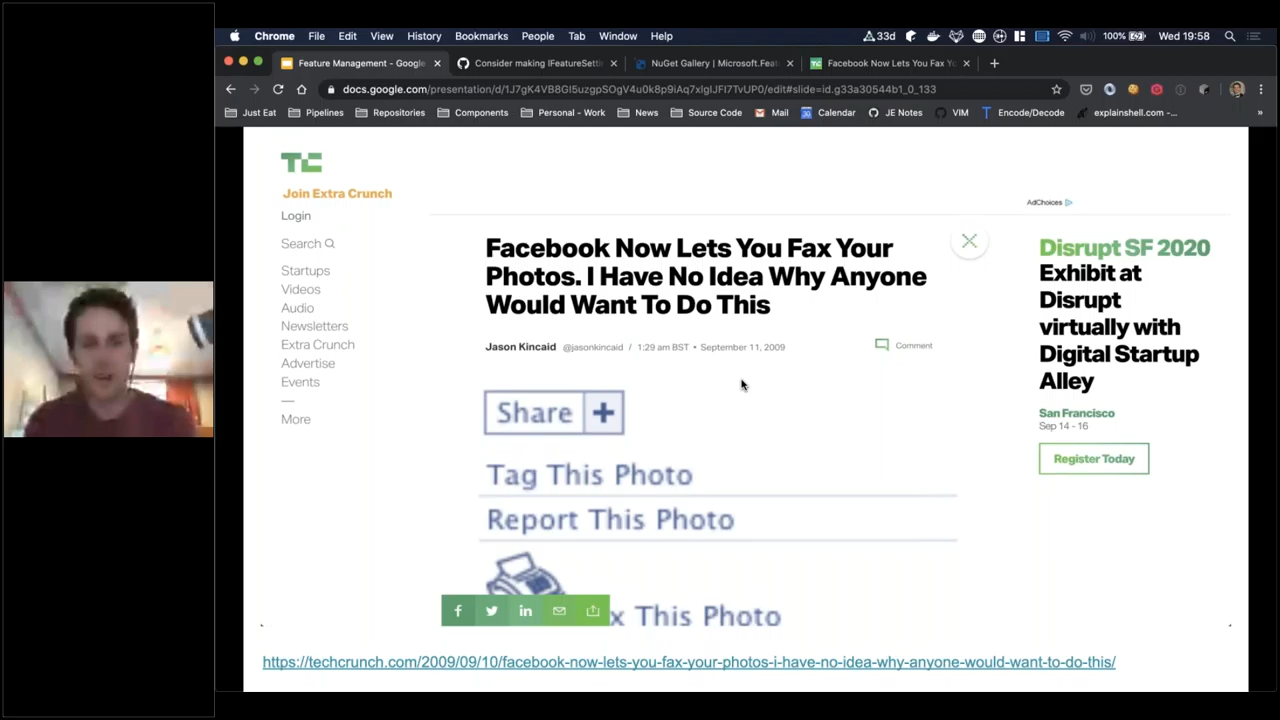 Chrome File Edit View History Bookmarks People Tab Window Help 33d 100% Wed 19:58
Feature Management - Google Consider making IFeatureSetti NuGet Gallery | Microsoft.Feat Facebook Now Lets You Fax Yo
docs.google.com/presentation/d/
Just Eat Pipelines Repositories Components Personal - Work News Source Code Mail Calendar JE Notes VIM Encode/Decode explainshell.com -... »
TC
Join Extra Crunch
Login
Search
Startups
Videos
Audio
Newsletters
Extra Crunch
Advertise
Events
—
More
Facebook Now Lets You Fax Your
Photos. I Have No Idea Why Anyone
Would Want To Do This
Jason Kincaid @jasonkincaid / 1:29 am BST • September 11, 2009
Comment
Share +
Tag This Photo
Report This Photo
x This Photo
AdChoices
Disrupt SF 2020
Exhibit at
Disrupt
virtually with
Digital Startup
Alley
San Francisco
Sep 14 - 16
Register Today
https://techcrunch.com/2009/09/10/facebook-now-lets-you-fax-your-photos-i-have-no-idea-why-anyone-would-want-to-do-this/